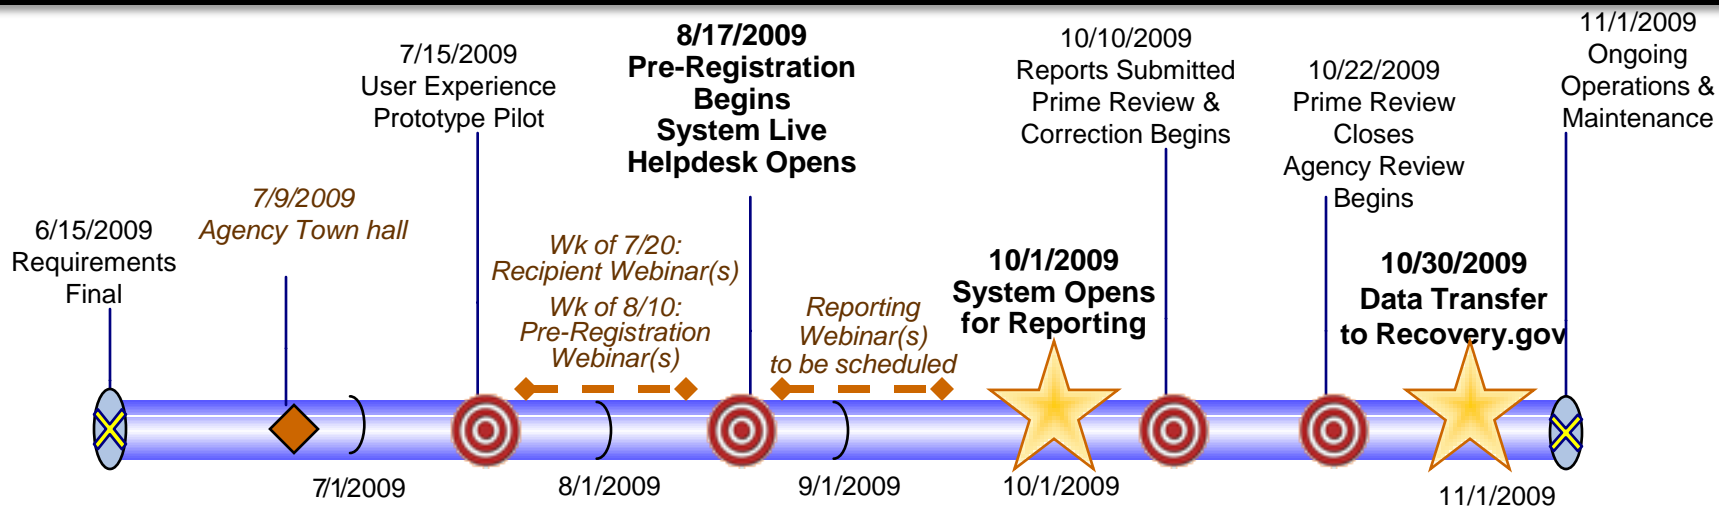 6/15/2009
Requirements
Final
7/9/2009
Agency Town hall
7/15/2009
User Experience
Prototype Pilot
Wk of 7/20:
Recipient Webinar(s)
Wk of 8/10:
Pre-Registration
Webinar(s)
8/17/2009
Pre-Registration
Begins
System Live
Helpdesk Opens
Reporting
Webinar(s)
to be scheduled
10/1/2009
System Opens
for Reporting
10/10/2009
Reports Submitted
Prime Review &
Correction Begins
10/22/2009
Prime Review
Closes
Agency Review
Begins
10/30/2009
Data Transfer
to Recovery.gov
11/1/2009
Ongoing
Operations &
Maintenance
7/1/2009
8/1/2009
9/1/2009
10/1/2009
11/1/2009